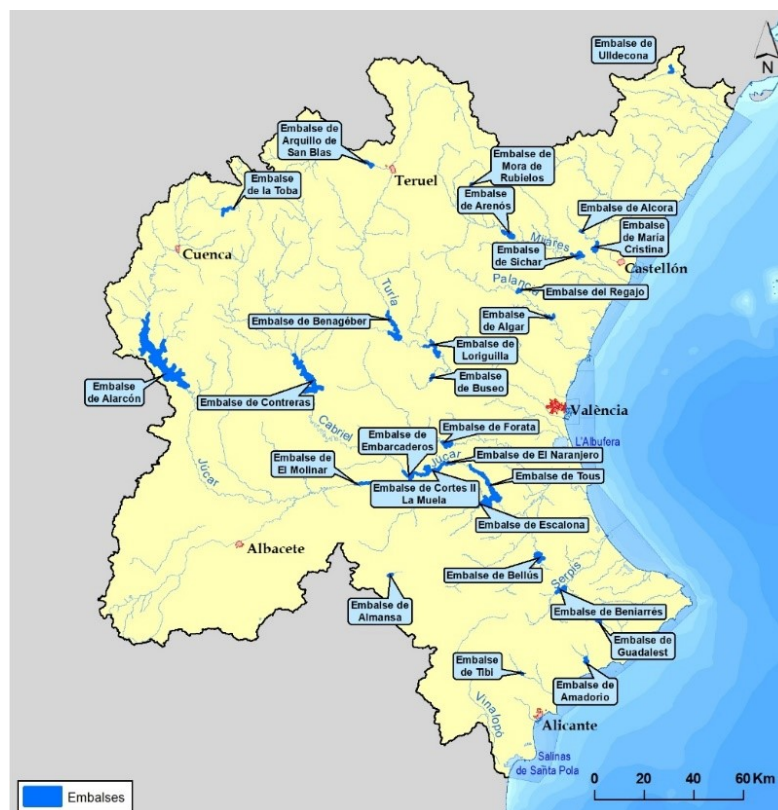 Embalse de
Ulldecona
N
Embalse de
Arquillo de
San Blas
Teruel
Embalse de
Mora de
Rubielos
Embalse
de la Toba
Embalse
de Arenós
Embalse de Alcora
Mijares
Embalse
de María
Cristina
Cuenca
Embalse
de Sichar
Castellón
Palancia
Embalse del Regajo
Turia
Embalse de Benagéber
Embalse
de Algar
Embalse de
Loriguilla
Embalse
de Alarcón
Embalse de Contreras
Embalse
de Buseo
València
Cabriel
Embalse de Forata
L'Albufera
Embalse de
Embarcaderos
Júcar
Embalse de El Naranjero
Embalse de
El Molinar
Júcar
Embalse de Cortes II
La Muela
Embalse de Tous
Embalse de Escalona
Albacete
Embalse de Bellús
Serpis
Embalse de
Almansa
Embalse de Beniarrés
Embalse de
Guadalest
Embalse
de Tibi
Embalse de
Amadorio
Vinalopó
Alicante
Salinas
de Santa Pola
Embalses
0 20 40 60 Km